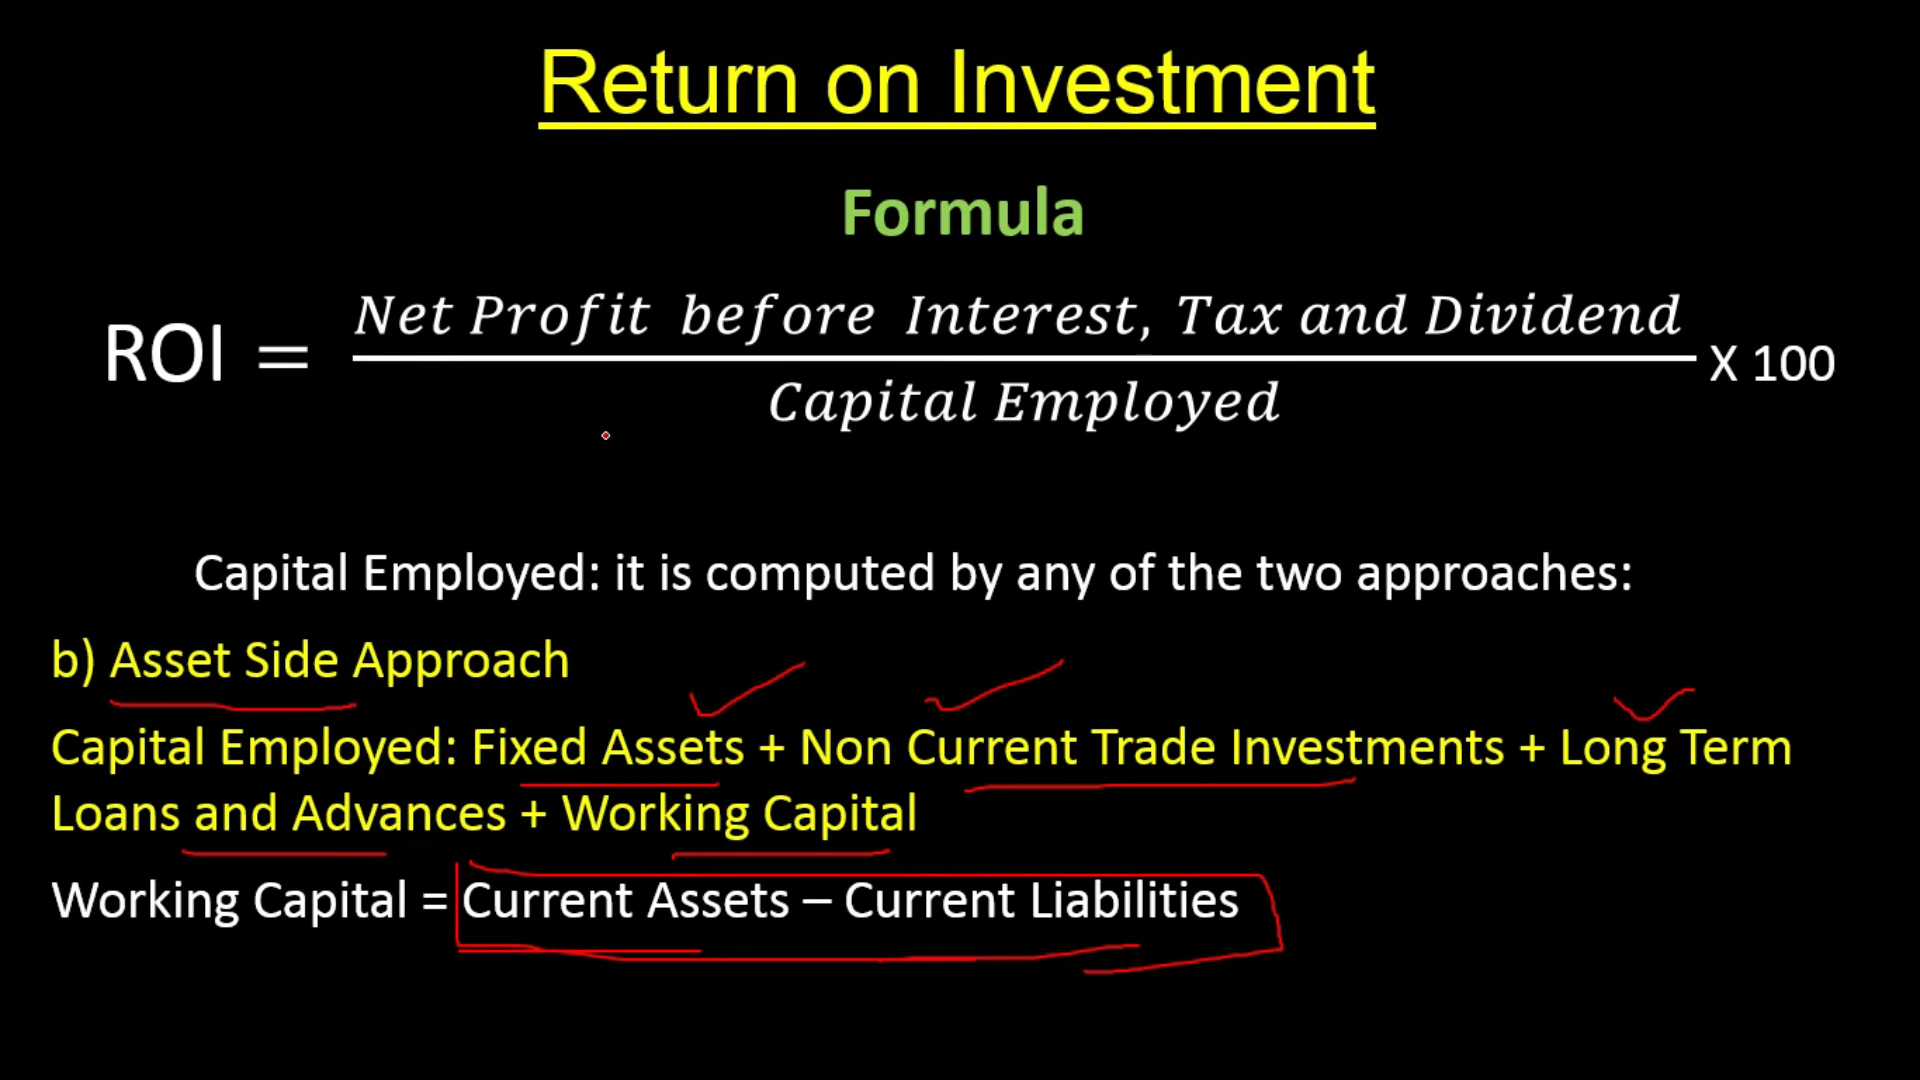 Return on Investment
Formula
ROI = Net Profit before Interest, Tax and Dividend / Capital Employed X 100
Capital Employed: it is computed by any of the two approaches:
b) Asset Side Approach
Capital Employed: Fixed Assets + Non Current Trade Investments + Long Term
Loans and Advances + Working Capital
Working Capital = Current Assets – Current Liabilities